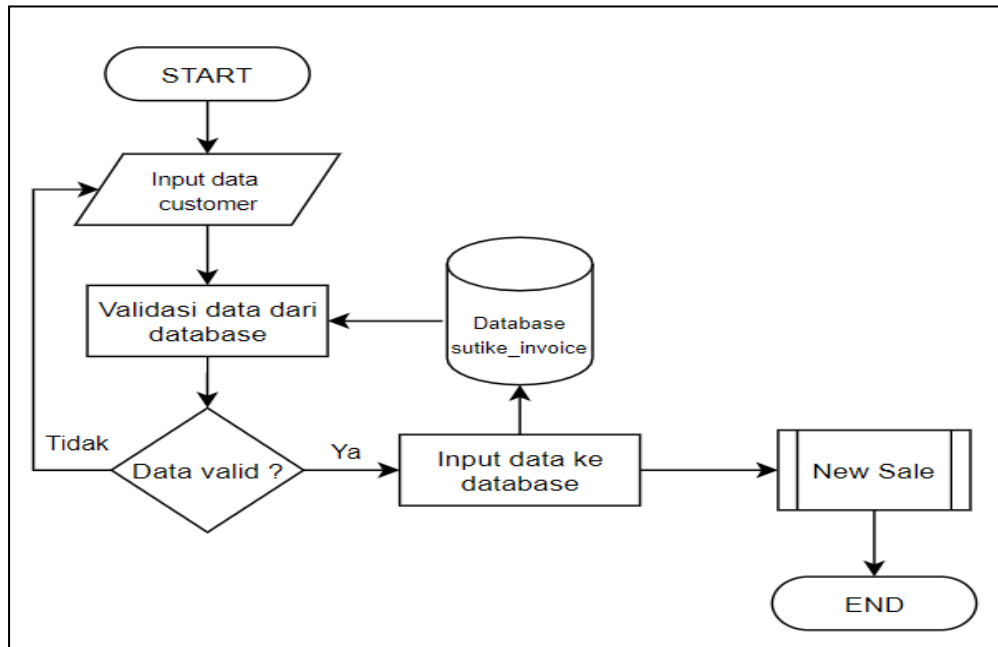 START
Input data
customer
Validasi data dari
database
Database
sutike_invoice
Tidak
Data valid ?
Ya
Input data ke
database
New Sale
END